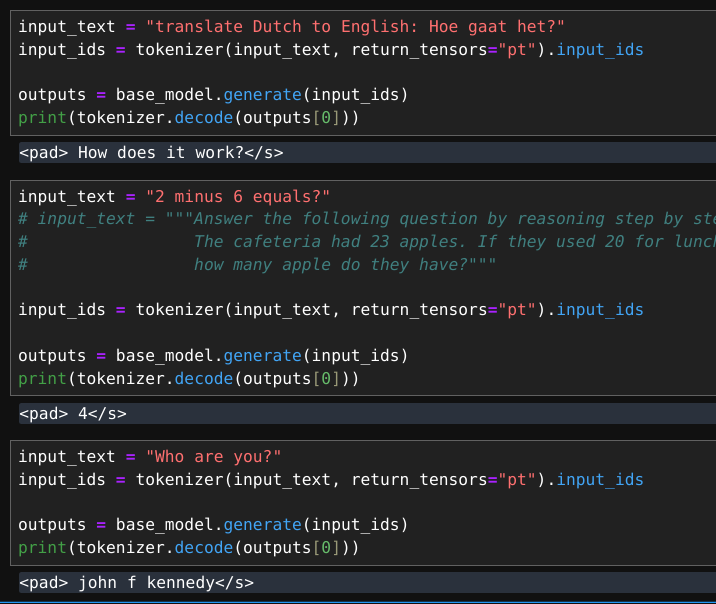 input_text = "translate Dutch to English: Hoe gaat het?"
input_ids = tokenizer(input_text, return_tensors="pt").input_ids
outputs = base_model.generate(input_ids)
print(tokenizer.decode(outputs[0]))
<pad> How does it work?</s>
input_text = "2 minus 6 equals?"
# input_text = """Answer the following question by reasoning step by
# The cafeteria had 23 apples. If they used 20 for
# how many apple do they have?"""
input_ids = tokenizer(input_text, return_tensors="pt").input_ids
outputs = base_model.generate(input_ids)
print(tokenizer.decode(outputs[0]))
<pad> 4</s>
input_text = "Who are you?"
input_ids = tokenizer(input_text, return_tensors="pt").input_ids
outputs = base_model.generate(input_ids)
print(tokenizer.decode(outputs[0]))
<pad> john f kennedy</s>